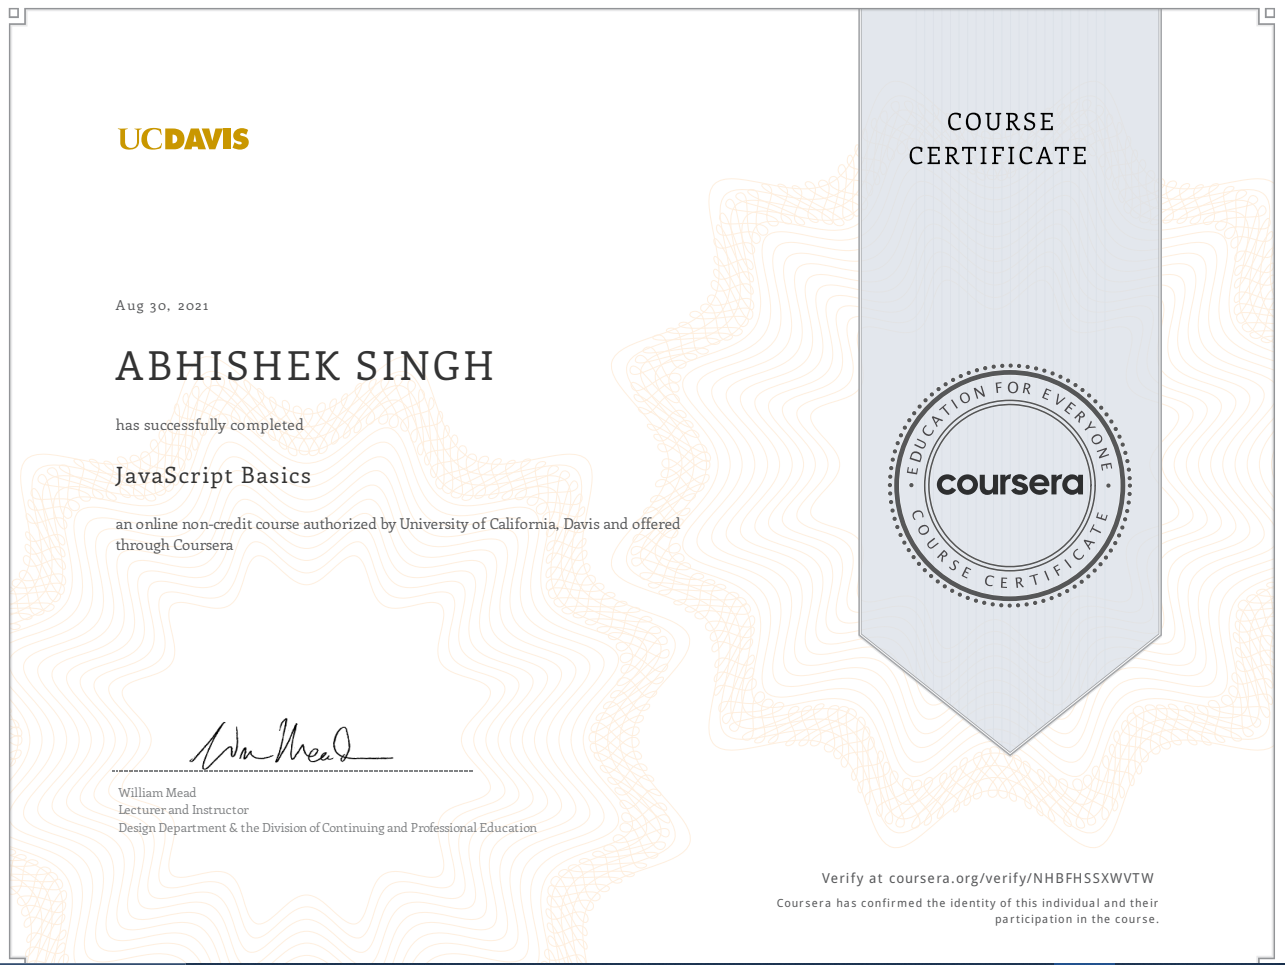 UCDAVIS
COURSE
CERTIFICATE
Aug 30, 2021
ABHISHEK SINGH
has successfully completed
JavaScript Basics
an online non-credit course authorized by University of California, Davis and offered
through Coursera
EDUCATION FOR EVERYONE
coursera
COURSE CERTIFICATE
Wm Mead
William Mead
Lecturer and Instructor
Design Department & the Division of Continuing and Professional Education
Verify at coursera.org/verify/NHBFHSSXWVTW
Coursera has confirmed the identity of this individual and their
participation in the course.